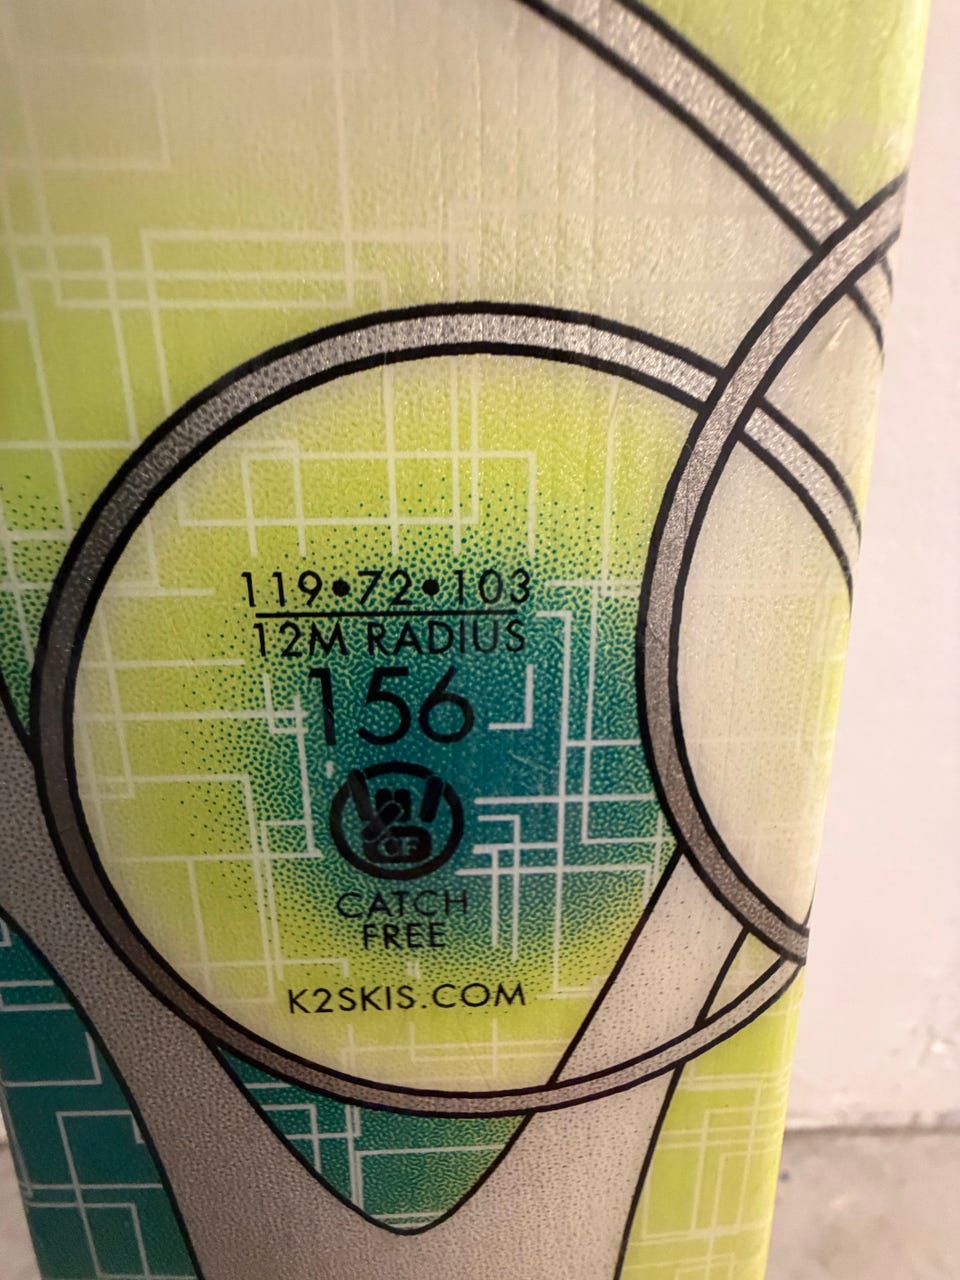 119•72•103
12M RADIUS
156
CF
CATCH
FREE
K2SKIS.COM